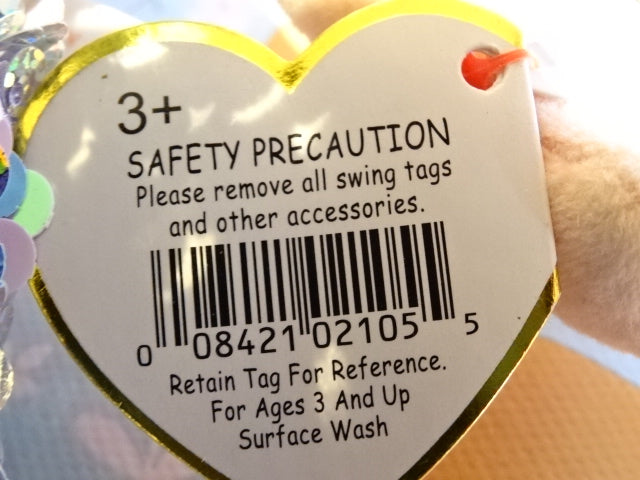 3+
SAFETY PRECAUTION
Please remove all swing tags
and other accessories.
0 08421 02105 5
Retain Tag For Reference.
For Ages 3 And Up
Surface Wash